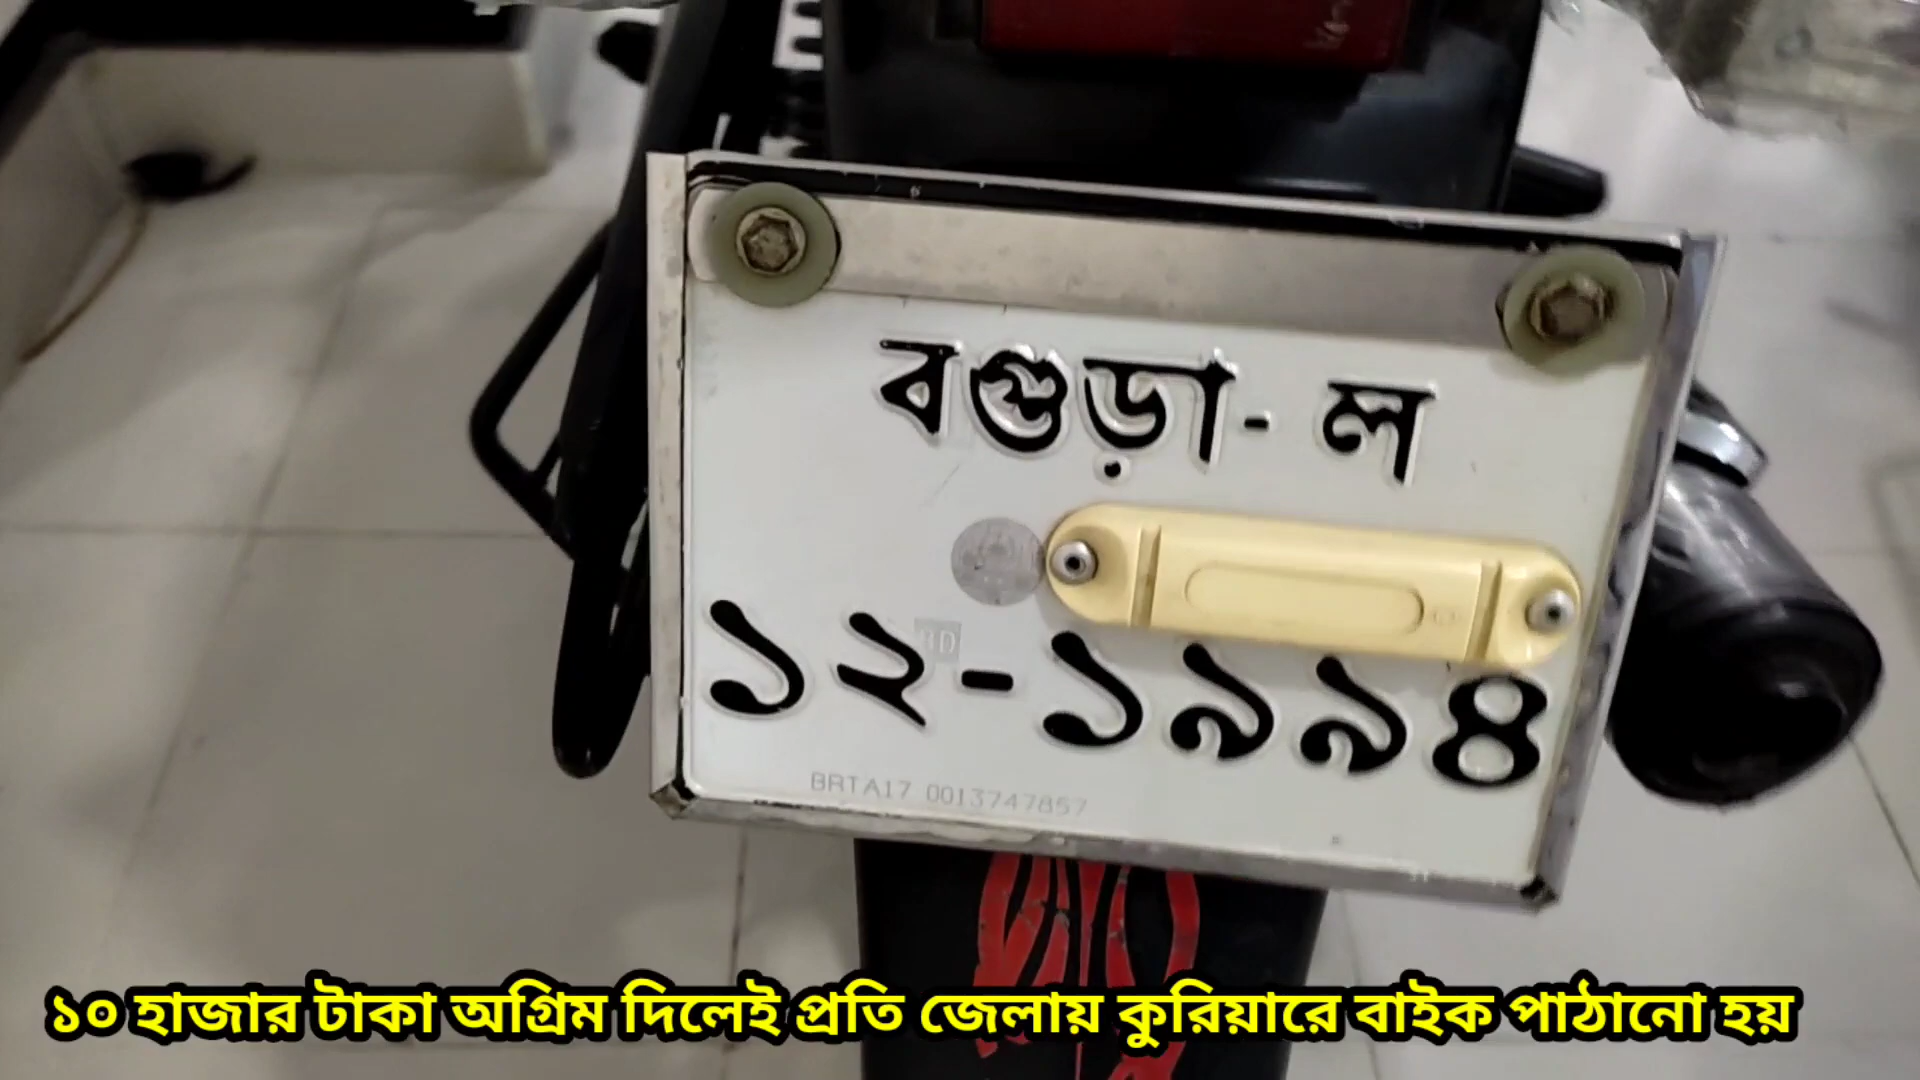 বগুড়া- ল
১২-১৯৯৪
BRTA17 0013747857
১০ হাজার টাকা অগ্রিম দিলেই প্রতি জেলায় কুরিয়ারে বাইক পাঠানো হয়